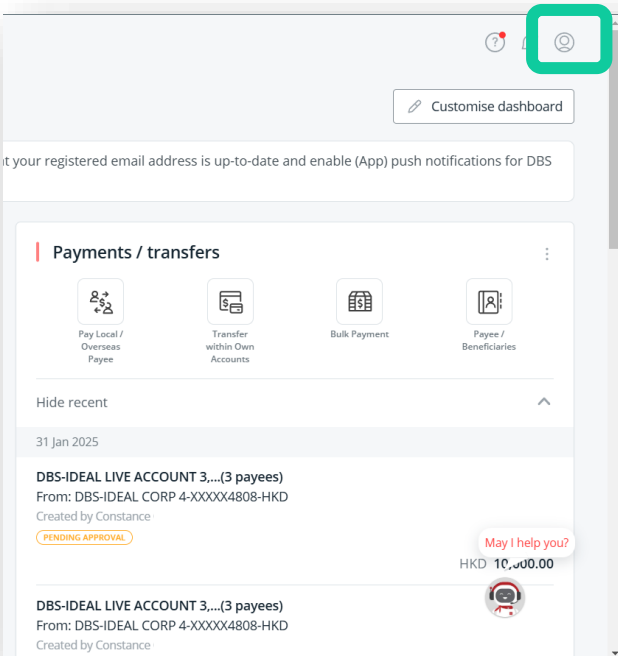 ?
Customise dashboard
your registered email address is up-to-date and enable (App) push notifications for DBS
Payments / transfers
Pay Local /
Overseas
Payee
Transfer
within Own
Accounts
Bulk Payment
Payee /
Beneficiaries
Hide recent
31 Jan 2025
DBS-IDEAL LIVE ACCOUNT 3,...(3 payees)
From: DBS-IDEAL CORP 4-XXXXX4808-HKD
Created by Constance
PENDING APPROVAL
May I help you?
HKD 10,000.00
DBS-IDEAL LIVE ACCOUNT 3,...(3 payees)
From: DBS-IDEAL CORP 4-XXXXX4808-HKD
Created by Constance